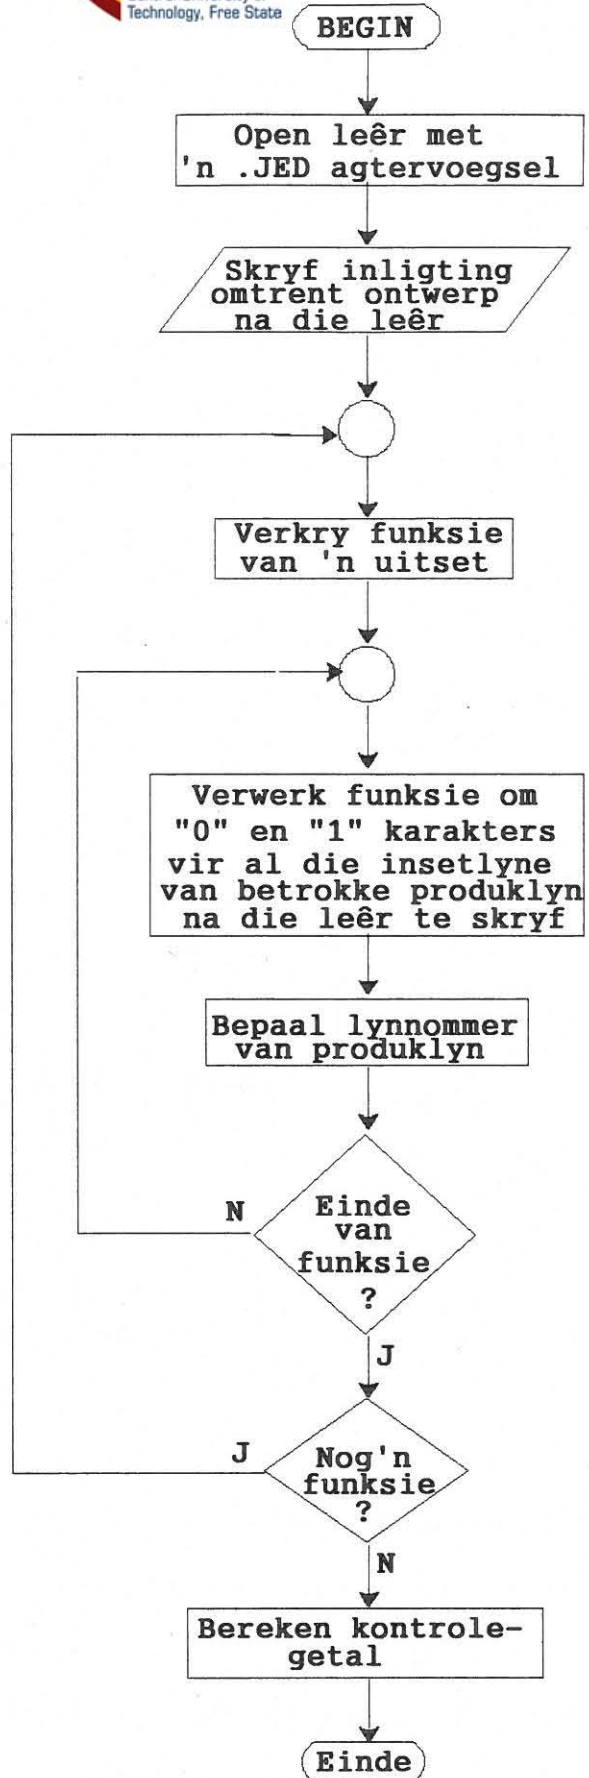 Technology, Free State
BEGIN
Open leêr met
'n .JED agtervoegsel
Skryf inligting
omtrent ontwerp
na die leêr
Verkry funksie
van 'n uitset
Verwerk funksie om
"0" en "1" karakters
vir al die insetlyne
van betrokke produklyn
na die leêr te skryf
Bepaal lynnommer
van produklyn
N
Einde
van
funksie
?
J
J
Nog'n
funksie
?
N
Bereken kontrole-
getal
Einde